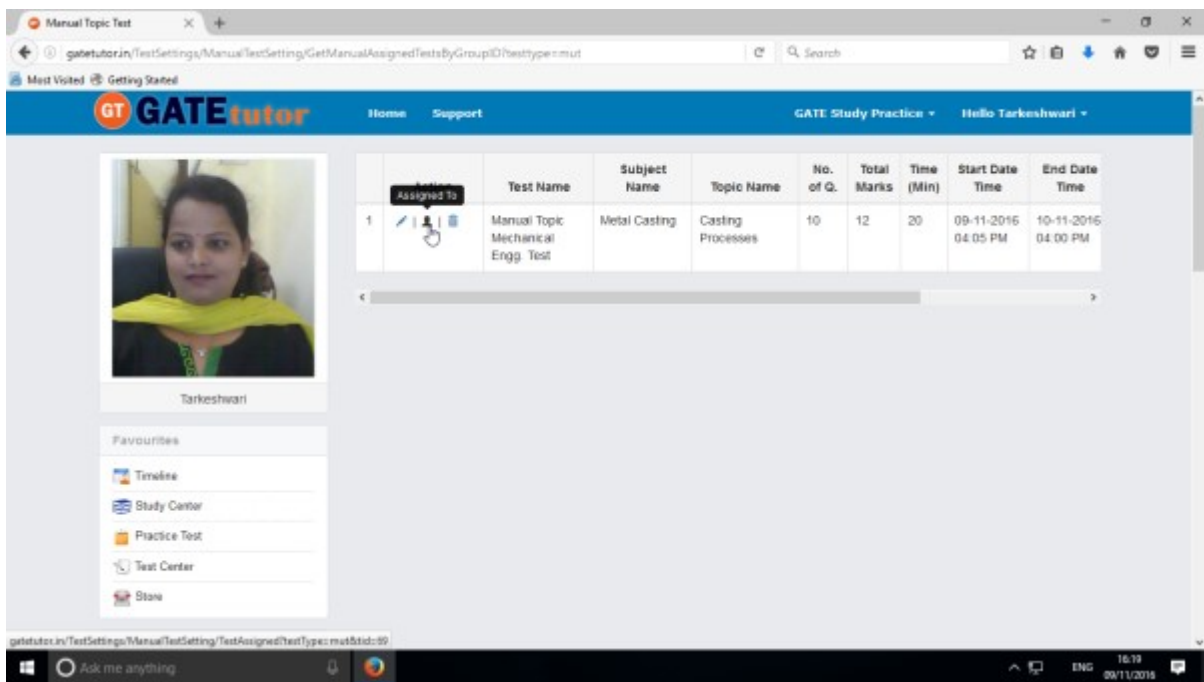 Manual Topic Test
gatetutor.in/TestSettings/ManualTestSetting/GetManualAssignedTestsByGroupID?testtype=mut
Search
Most Visited Getting Started
GT GATEtutor Home Support GATE Study Practice Hello Tarkeshwari
Assigned To
Test Name Subject Name Topic Name No. of Q. Total Marks Time (Min) Start Date Time End Date Time
1 Manual Topic Mechanical Engg. Test Metal Casting Casting Processes 10 12 20 09-11-2016 04:05 PM 10-11-2016 04:00 PM
Tarkeshwari
Favourites
Timeline
Study Center
Practice Test
Test Center
Store
gatetutor.in/TestSettings/ManualTestSetting/TestAssigned?testType=mut&tid=69
Ask me anything
ENG 16:19
09/11/2016